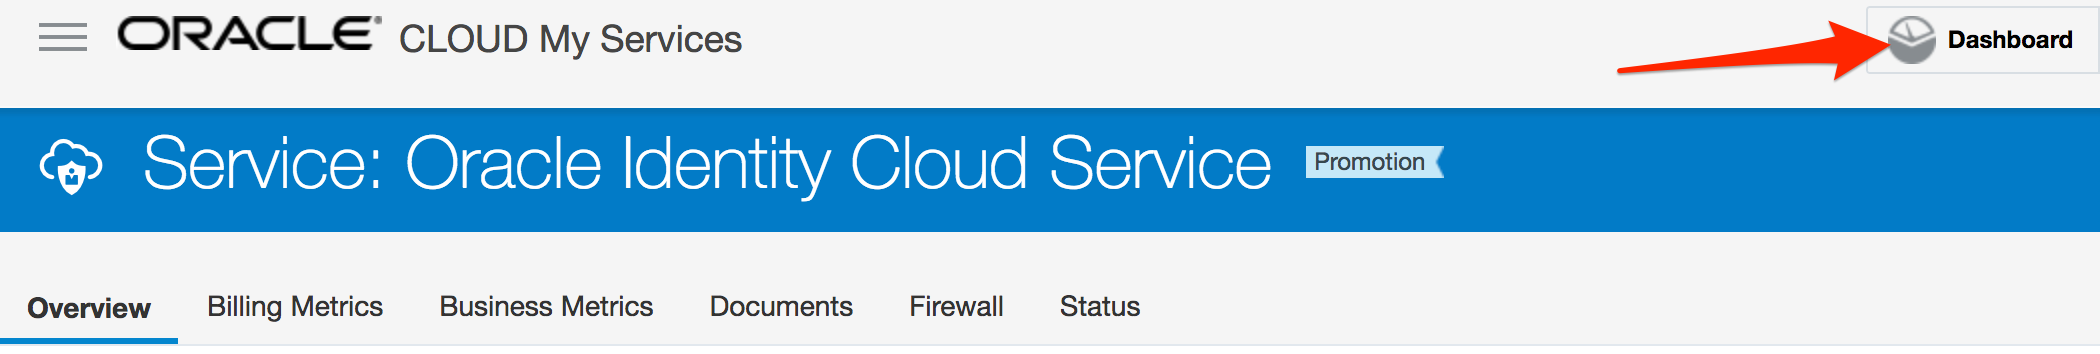 ORACLE® CLOUD My Services
Dashboard
Service: Oracle Identity Cloud Service
Promotion
Overview Billing Metrics Business Metrics Documents Firewall Status